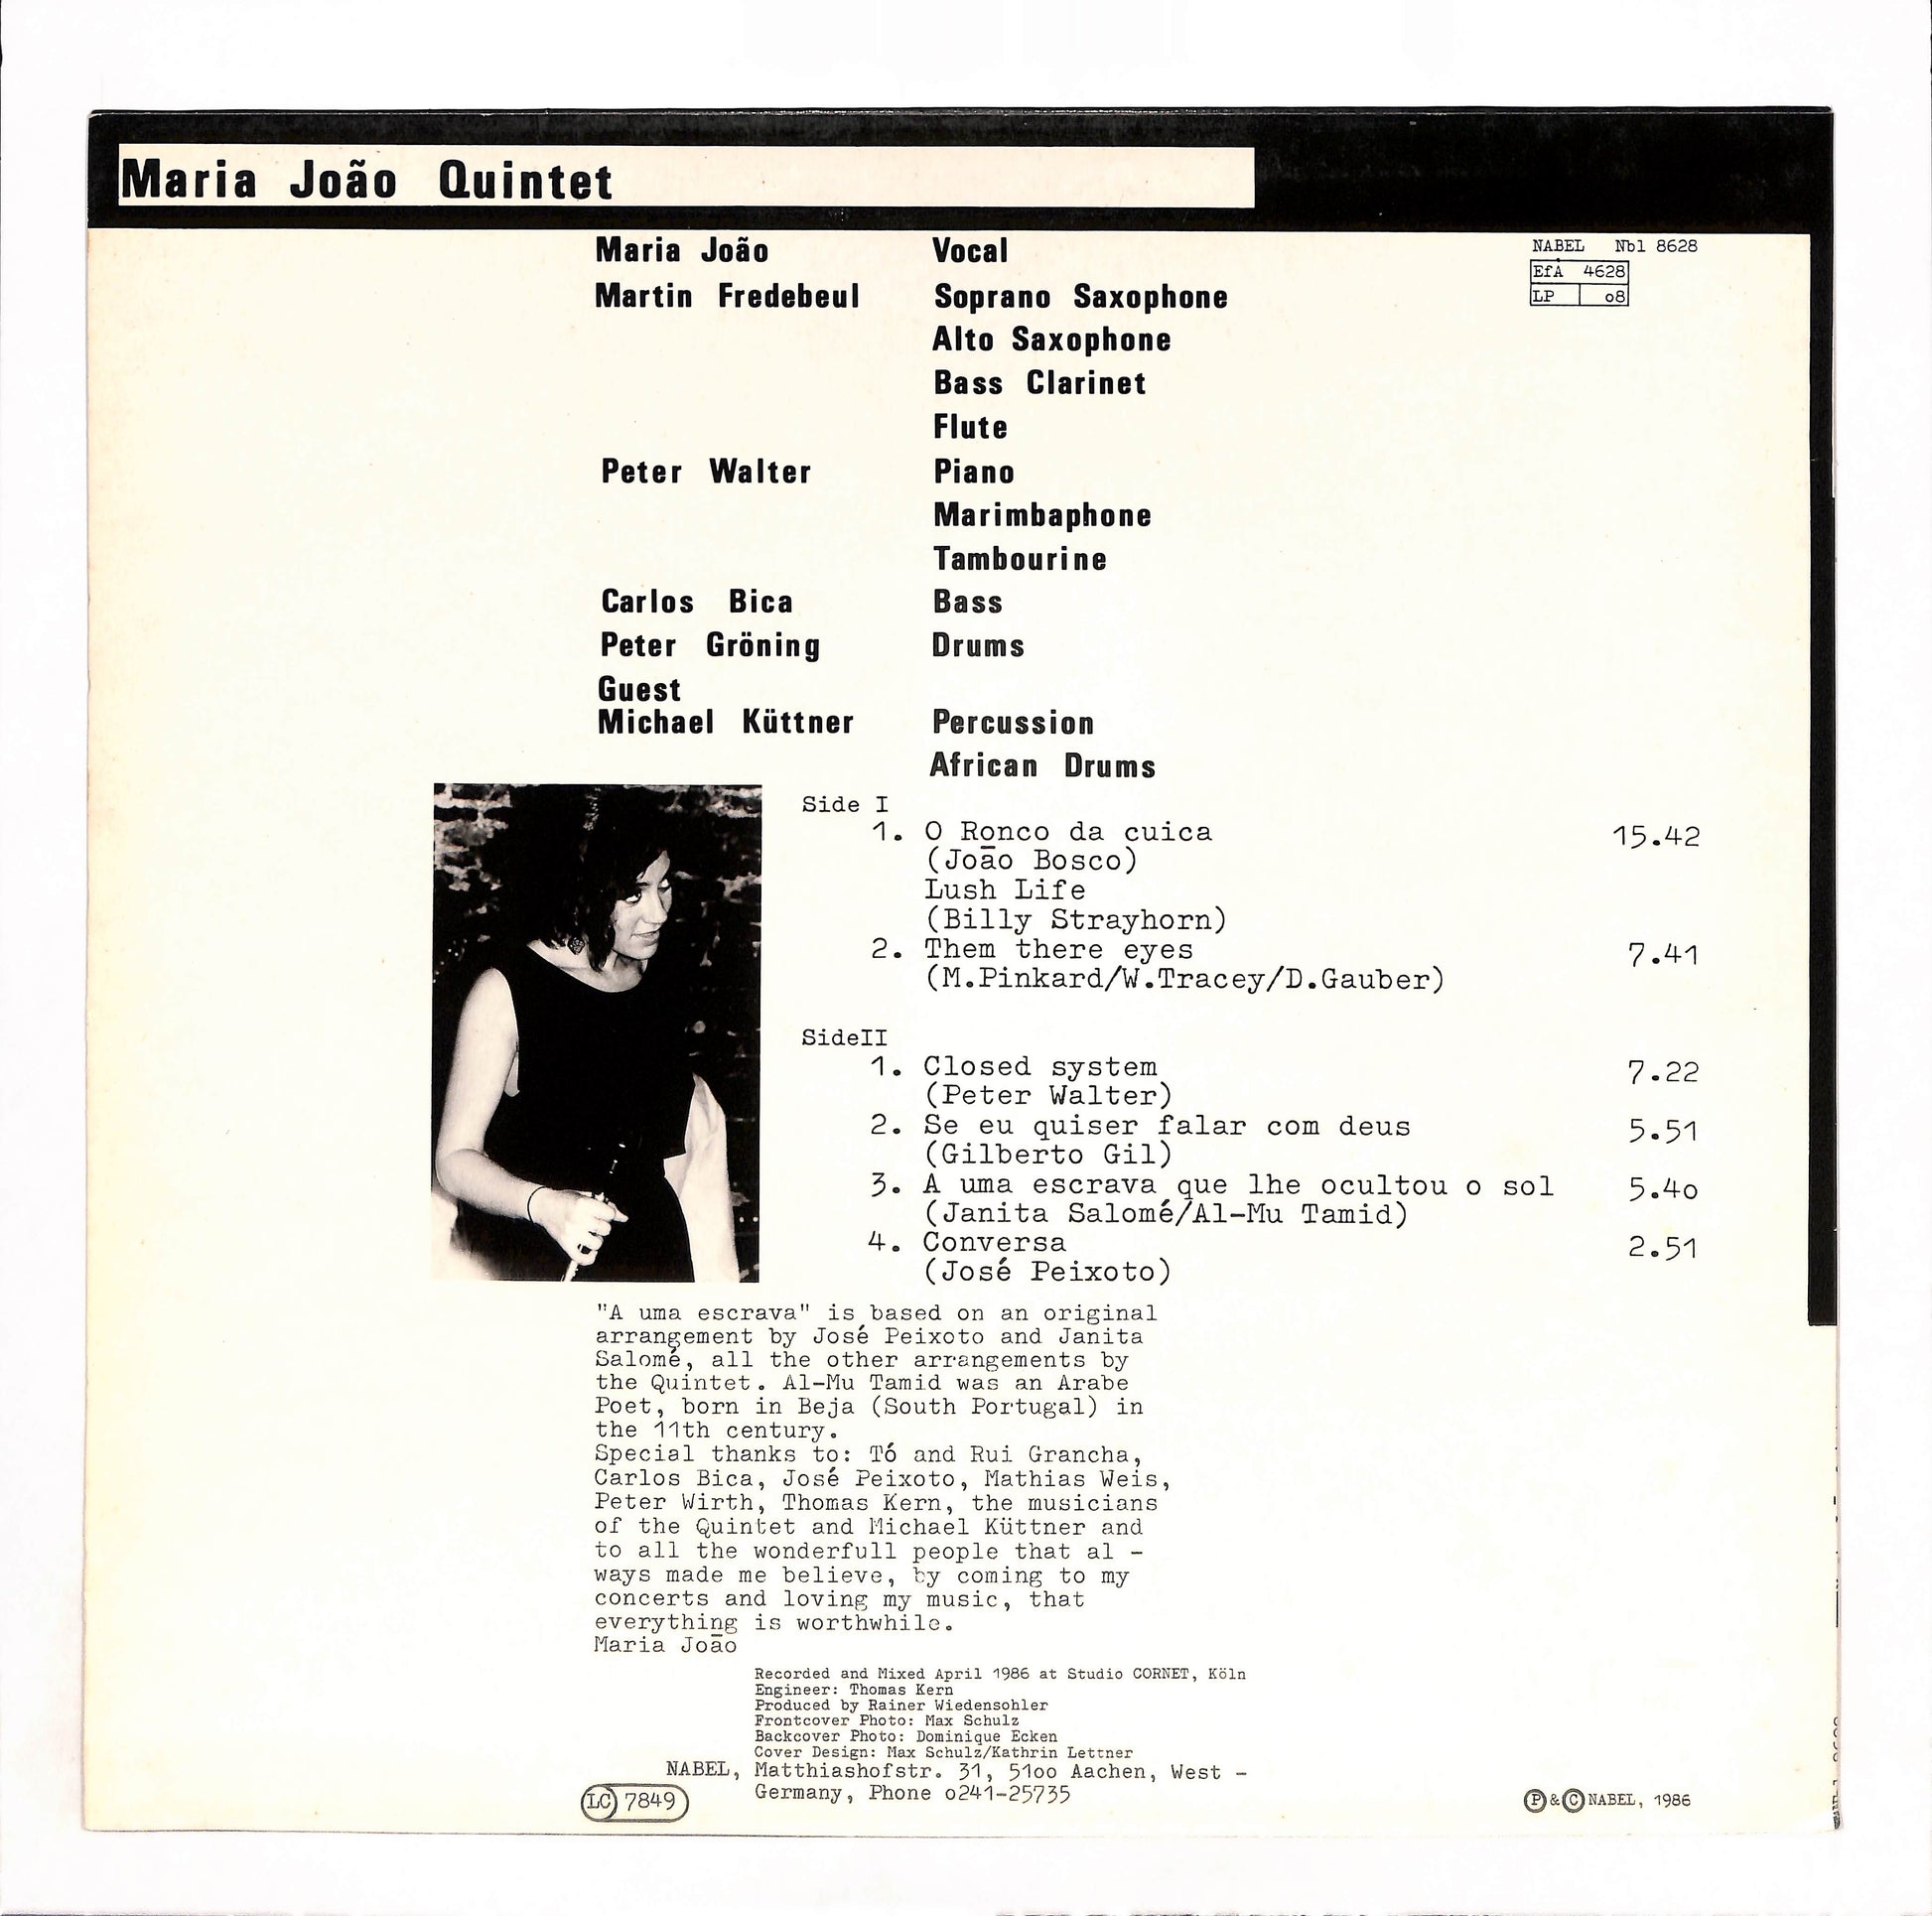 Maria João Quintet
Maria João Vocal
Martin Fredebeul Soprano Saxophone
Alto Saxophone
Bass Clarinet
Flute
Peter Walter Piano
Marimbaphone
Tambourine
Carlos Bica Bass
Peter Gröning Drums
Guest
Michael Küttner Percussion
African Drums
NABEL Nbl 8628
EfA 4628
LP o8
Side I
1. O Ronco da cuica 15.42
(João Bosco)
Lush Life
(Billy Strayhorn)
2. Them there eyes 7.41
(M.Pinkard/W.Tracey/D.Gauber)
SideII
1. Closed system 7.22
(Peter Walter)
2. Se eu quiser falar com deus 5.51
(Gilberto Gil)
3. A uma escrava que lhe ocultou o sol 5.4o
(Janita Salomé/Al-Mu Tamid)
4. Conversa 2.51
(José Peixoto)
"A uma escrava" is based on an original
arrangement by José Peixoto and Janita
Salomé, all the other arrangements by
the Quintet. Al-Mu Tamid was an Arabe
Poet, born in Beja (South Portugal) in
the 11th century.
Special thanks to: Tó and Rui Grancha,
Carlos Bica, José Peixoto, Mathias Weis,
Peter Wirth, Thomas Kern, the musicians
of the Quintet and Michael Küttner and
to all the wonderfull people that al -
ways made me believe, by coming to my
concerts and loving my music, that
everything is worthwhile.
Maria João
Recorded and Mixed April 1986 at Studio CORNET, Köln
Engineer: Thomas Kern
Produced by Rainer Wiedensohler
Frontcover Photo: Max Schulz
Backcover Photo: Dominique Ecken
Cover Design: Max Schulz/Kathrin Lettner
NABEL, Matthiashofstr. 31, 51oo Aachen, West -
Germany, Phone o241-25735
LC 7849
Ⓟ & Ⓒ NABEL, 1986